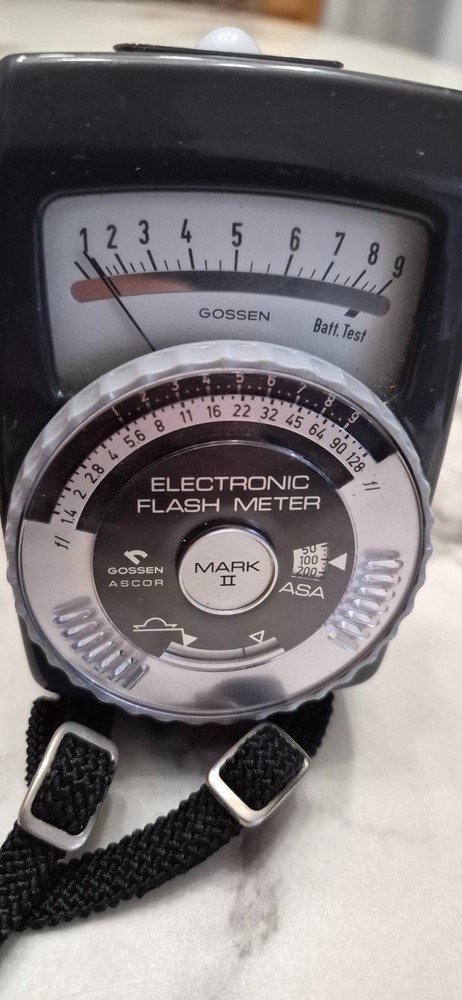 1 2 3 4 5 6 7 8 9
GOSSEN
Batt. Test
1 2 3 4 5 6 7 8 9
f/ 1.4 2 2.8 4 5.6 8 11 16 22 32 45 64 90 128 f/
ELECTRONIC
FLASH METER
GOSSEN
ASCOR
MARK
II
50
100
200
ASA